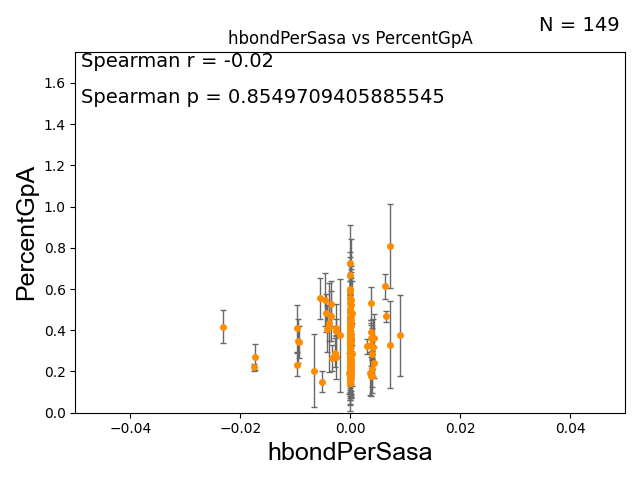 N = 149
hbondPerSasa vs PercentGpA
Spearman r = -0.02
Spearman p = 0.8549709405885545
PercentGpA
1.6
1.4
1.2
1.0
0.8
0.6
0.4
0.2
0.0
−0.04 −0.02 0.00 0.02 0.04
hbondPerSasa